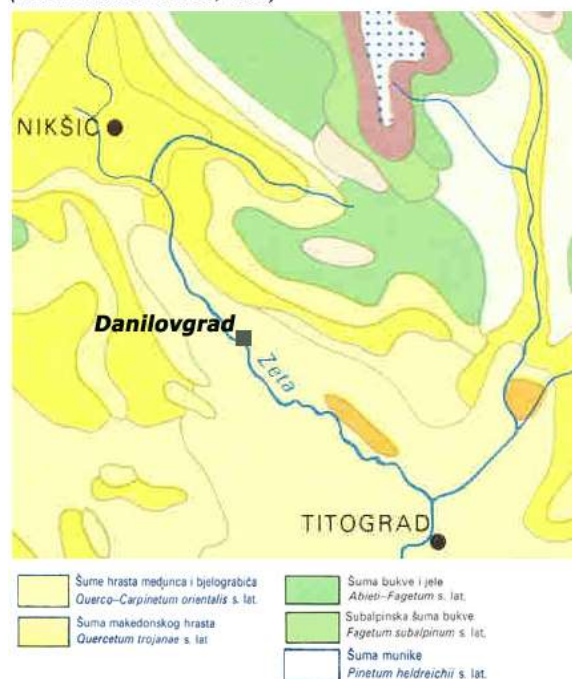 NIKŠIĆ
Danilovgrad
Zeta
TITOGRAD
Šume hrasta medunca i bjelograbića
Querco–Carpinetum orientalis s. lat.
Šuma makedonskog hrasta
Quercetum trojanae s. lat
Šuma bukve i jele
Abieti–Fagetum s. lat.
Subalpinska šuma bukve
Fagetum subalpinum s. lat.
Šuma munike
Pinetum heldreichii s. lat.